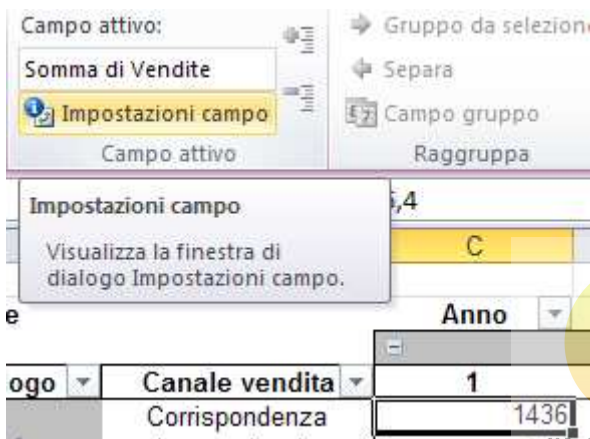 Campo attivo:
Somma di Vendite
Impostazioni campo
Campo attivo
Gruppo da selezione
Separa
Campo gruppo
Raggruppa
Impostazioni campo
Visualizza la finestra di
dialogo Impostazioni campo.
,4
C
e
Anno
ogo
Canale vendita
1
Corrispondenza
1436